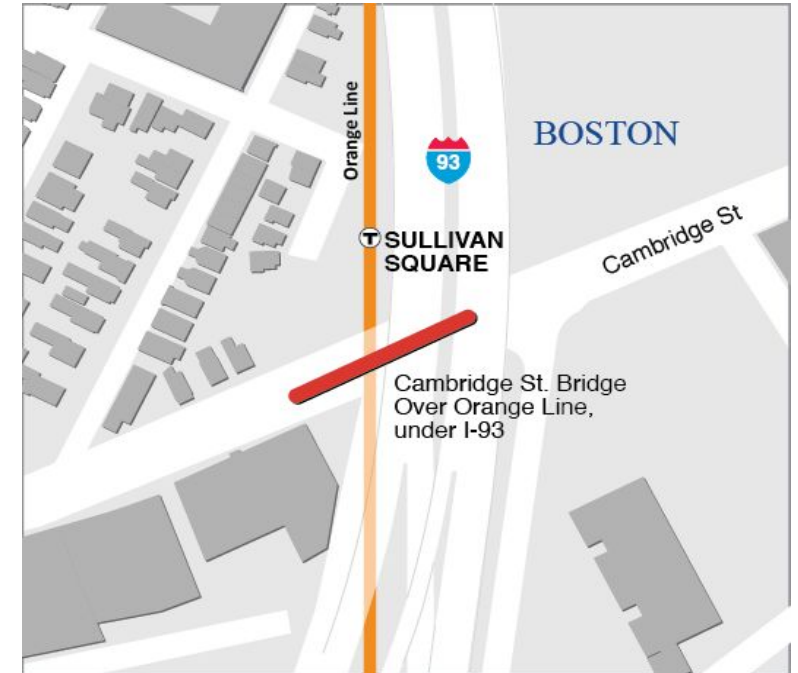 Orange Line
93
BOSTON
T SULLIVAN
SQUARE
Cambridge St
Cambridge St. Bridge
Over Orange Line,
under I-93